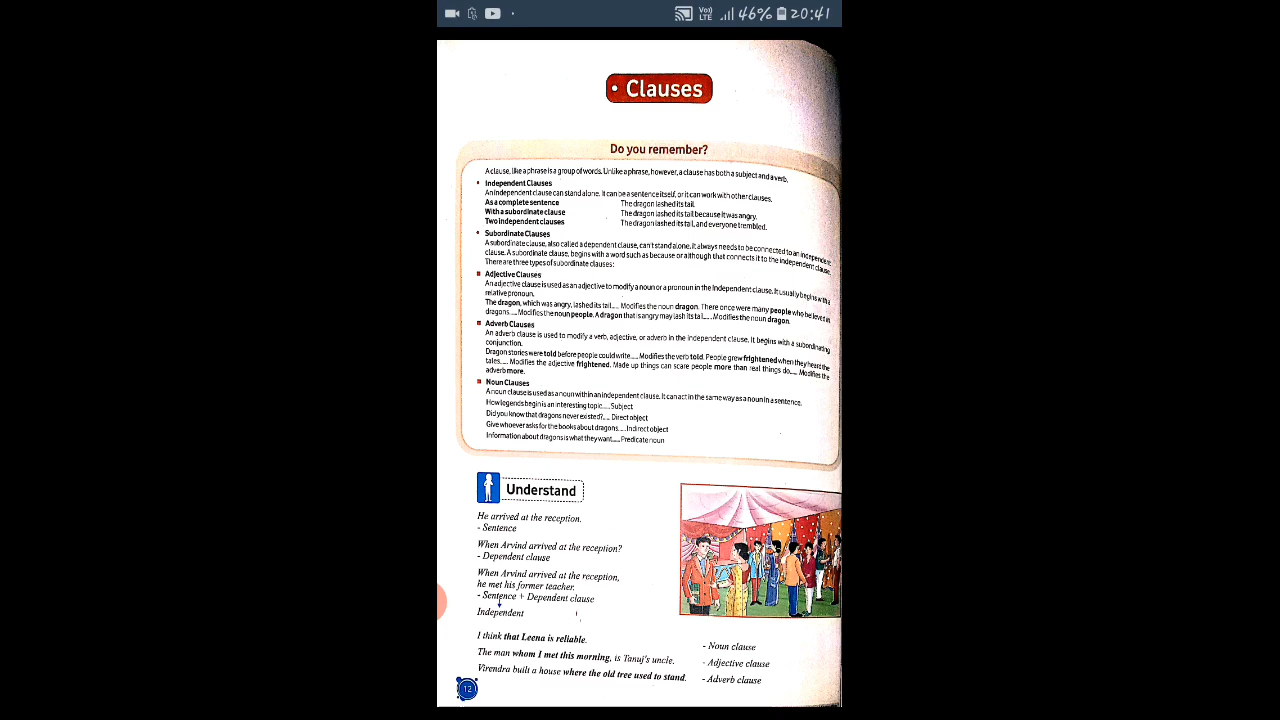 Vo))
LTE
46%
20:41
• Clauses
Do you remember?
A clause, like a phrase is a group of words. Unlike a phrase, however, a clause has both a subject and a verb.
• Independent Clauses
An independent clause can stand alone. It can be a sentence itself, or it can work with other clauses.
As a complete sentence The dragon lashed its tail.
With a subordinate clause The dragon lashed its tail because it was angry.
Two independent clauses The dragon lashed its tail, and everyone trembled.
• Subordinate Clauses
A subordinate clause, also called a dependent clause, can't stand alone. It always needs to be connected to an independent
clause. A subordinate clause, begins with a word such as because or although that connects it to the independent clause.
There are three types of subordinate clauses:
Adjective Clauses
An adjective clause is used as an adjective to modify a noun or a pronoun in the Independent clause. It usually begins with a
relative pronoun.
The dragon, which was angry, lashed its tail..... Modifies the noun dragon. There once were many people who believed in
dragons..... Modifies the noun people. A dragon that is angry may lash its tail..... Modifies the noun dragon.
Adverb Clauses
An adverb clause is used to modify a verb, adjective, or adverb in the independent clause. It begins with a subordinating
conjunction.
Dragon stories were told before people could write..... Modifies the verb told. People grew frightened when they heard the
tales..... Modifies the adjective frightened. Made up things can scare people more than real things do..... Modifies the
adverb more.
Noun Clauses
A noun clause is used as a noun within an independent clause. It can act in the same way as a noun in a sentence.
How legends begin is an interesting topic..... Subject
Did you know that dragons never existed?.... Direct object
Give whoever asks for the books about dragons..... Indirect object
Information about dragons is what they want..... Predicate noun
Understand
He arrived at the reception.
- Sentence
When Arvind arrived at the reception?
- Dependent clause
When Arvind arrived at the reception,
he met his former teacher.
- Sentence + Dependent clause
Independent
I think that Leena is reliable. - Noun clause
The man whom I met this morning, is Tanuj's uncle. - Adjective clause
Virendra built a house where the old tree used to stand. - Adverb clause
12